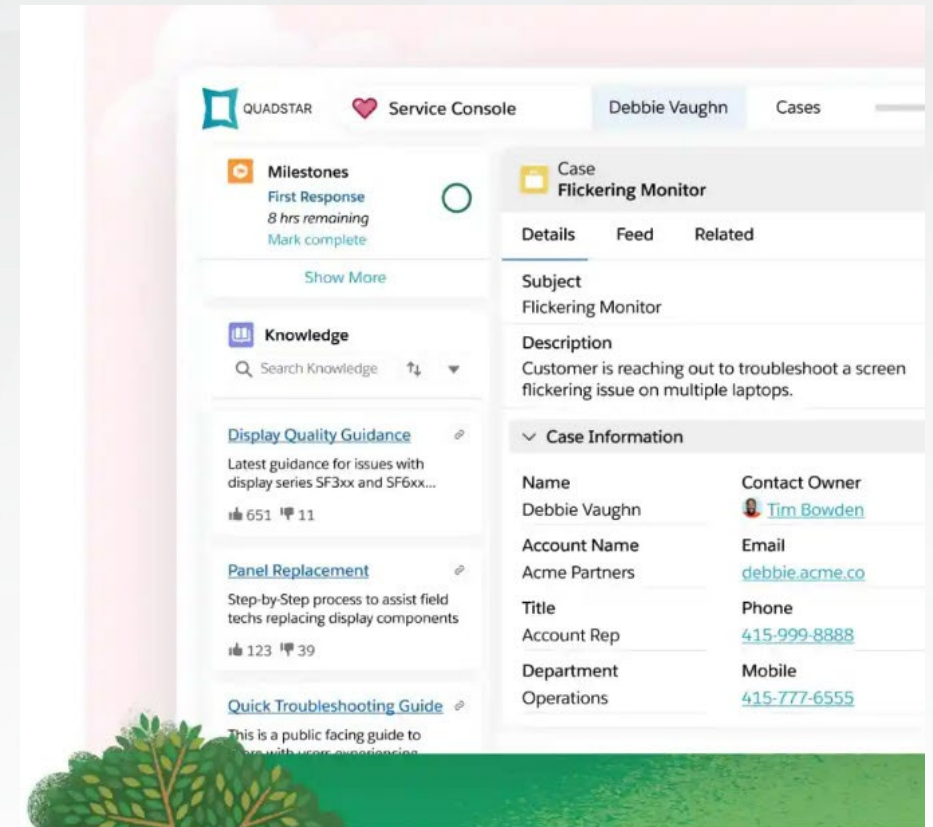 QUADSTAR
Service Console
Debbie Vaughn
Cases
Milestones
First Response
8 hrs remaining
Mark complete
Show More
Knowledge
Search Knowledge
Display Quality Guidance
Latest guidance for issues with
display series SF3xx and SF6xx...
651 11
Panel Replacement
Step-by-Step process to assist field
techs replacing display components
123 39
Quick Troubleshooting Guide
This is a public facing guide to
with users experiencing
Case
Flickering Monitor
Details Feed Related
Subject
Flickering Monitor
Description
Customer is reaching out to troubleshoot a screen
flickering issue on multiple laptops.
Case Information
Name
Debbie Vaughn
Contact Owner
Tim Bowden
Account Name
Acme Partners
Email
debbie.acme.co
Title
Account Rep
Phone
415-999-8888
Department
Operations
Mobile
415-777-6555